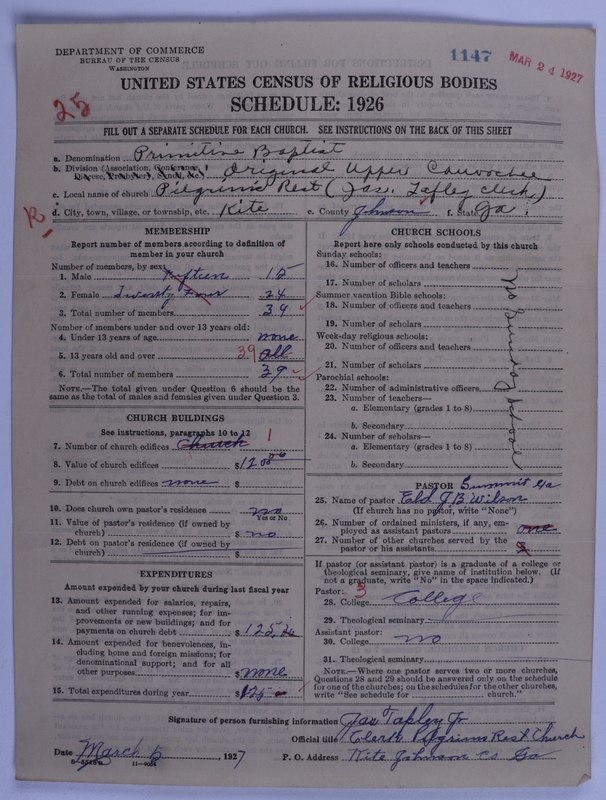 DEPARTMENT OF COMMERCE
BUREAU OF THE CENSUS
WASHINGTON
1147
MAR 24 1927
UNITED STATES CENSUS OF RELIGIOUS BODIES
SCHEDULE: 1926
25
FILL OUT A SEPARATE SCHEDULE FOR EACH CHURCH. SEE INSTRUCTIONS ON THE BACK OF THIS SHEET
a. Denomination Primitive Baptist
b. Division (Association, Conference, Diocese, Presbytery, Synod, etc.) Original Upper Canoochee
c. Local name of church Pilgrims Rest (Jas. Tapley Clerk)
R
d. City, town, village, or township, etc. Kite e. County Johnson f. State Ga.
MEMBERSHIP
Report number of members according to definition of
member in your church
Number of members, by sex:
1. Male Fifteen 15
2. Female Twenty Four 24
3. Total number of members 39
Number of members under and over 13 years old:
4. Under 13 years of age none
5. 13 years old and over 39 all
6. Total number of members 39
NOTE.—The total given under Question 6 should be
same as the total of males and females given under Question 3.
CHURCH BUILDINGS
See instructions, paragraphs 10 to 12
7. Number of church edifices Church 1
8. Value of church edifices $1200.00
9. Debt on church edifices none $
10. Does church own pastor's residence no
Yes or No
11. Value of pastor's residence (if owned by
church) $ no
12. Debt on pastor's residence (if owned by
church) $
EXPENDITURES
Amount expended by your church during last fiscal year
13. Amount expended for salaries, repairs,
and other running expenses; for im-
provements or new buildings; and for
payments on church debt $125.00
14. Amount expended for benevolences, in-
cluding home and foreign missions; for
denominational support; and for all
other purposes $none
15. Total expenditures during year $125
CHURCH SCHOOLS
Report here only schools conducted by this church
Sunday schools:
16. Number of officers and teachers
17. Number of scholars
Summer vacation Bible schools:
18. Number of officers and teachers
19. Number of scholars
Week-day religious schools:
20. Number of officers and teachers
21. Number of scholars
Parochial schools:
22. Number of administrative officers
23. Number of teachers—
a. Elementary (grades 1 to 8)
b. Secondary
24. Number of scholars—
a. Elementary (grades 1 to 8)
b. Secondary
No Sunday School
PASTOR Summit Ga
25. Name of pastor Eld J B Wilson
(If church has no pastor, write "None")
26. Number of ordained ministers, if any, em-
ployed as assistant pastors one
27. Number of other churches served by the
pastor or his assistants 3
If pastor (or assistant pastor) is a graduate of a college or
theological seminary, give name of institution below. (If
not a graduate, write "No" in the space indicated.)
Pastor: 3
28. College College
29. Theological seminary
Assistant pastor:
30. College no
31. Theological seminary
NOTE.—Where one pastor serves two or more churches,
Questions 28 and 29 should be answered only on the schedule
for one of the churches; on the schedules for the other churches,
write "See schedule for church."
Signature of person furnishing information Jas Tapley Jr
Official title Clerk Pilgrims Rest Church
Date March 5, 1927 P. O. Address Kite Johnson Co Ga